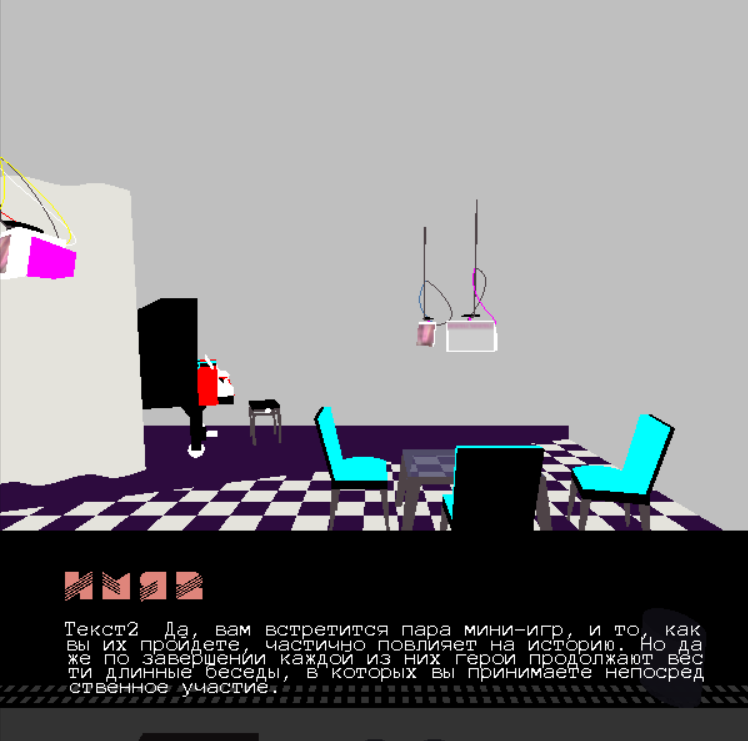 ИМЯ2
Текст2 Да, вам встретится пара мини-игр, и то, как
вы их пройдете, частично повлияет на историю. Но да
же по завершении каждой из них герои продолжают вес
ти длинные беседы, в которых вы принимаете непосред
ственное участие.